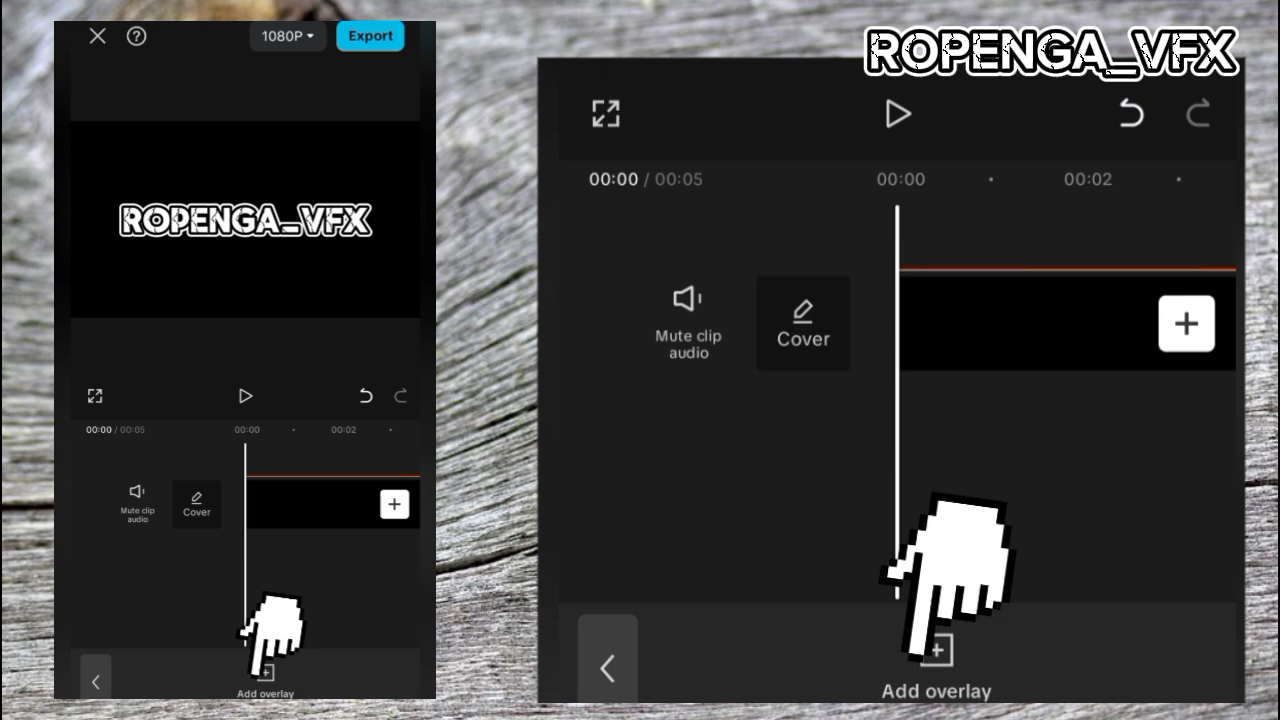 1080P
Export
ROPENGA_VFX
00:00 / 00:05
00:00
00:02
Mute clip
audio
Cover
Add overlay
ROPENGA_VFX
00:00 / 00:05
00:00
00:02
Mute clip
audio
Cover
Add overlay